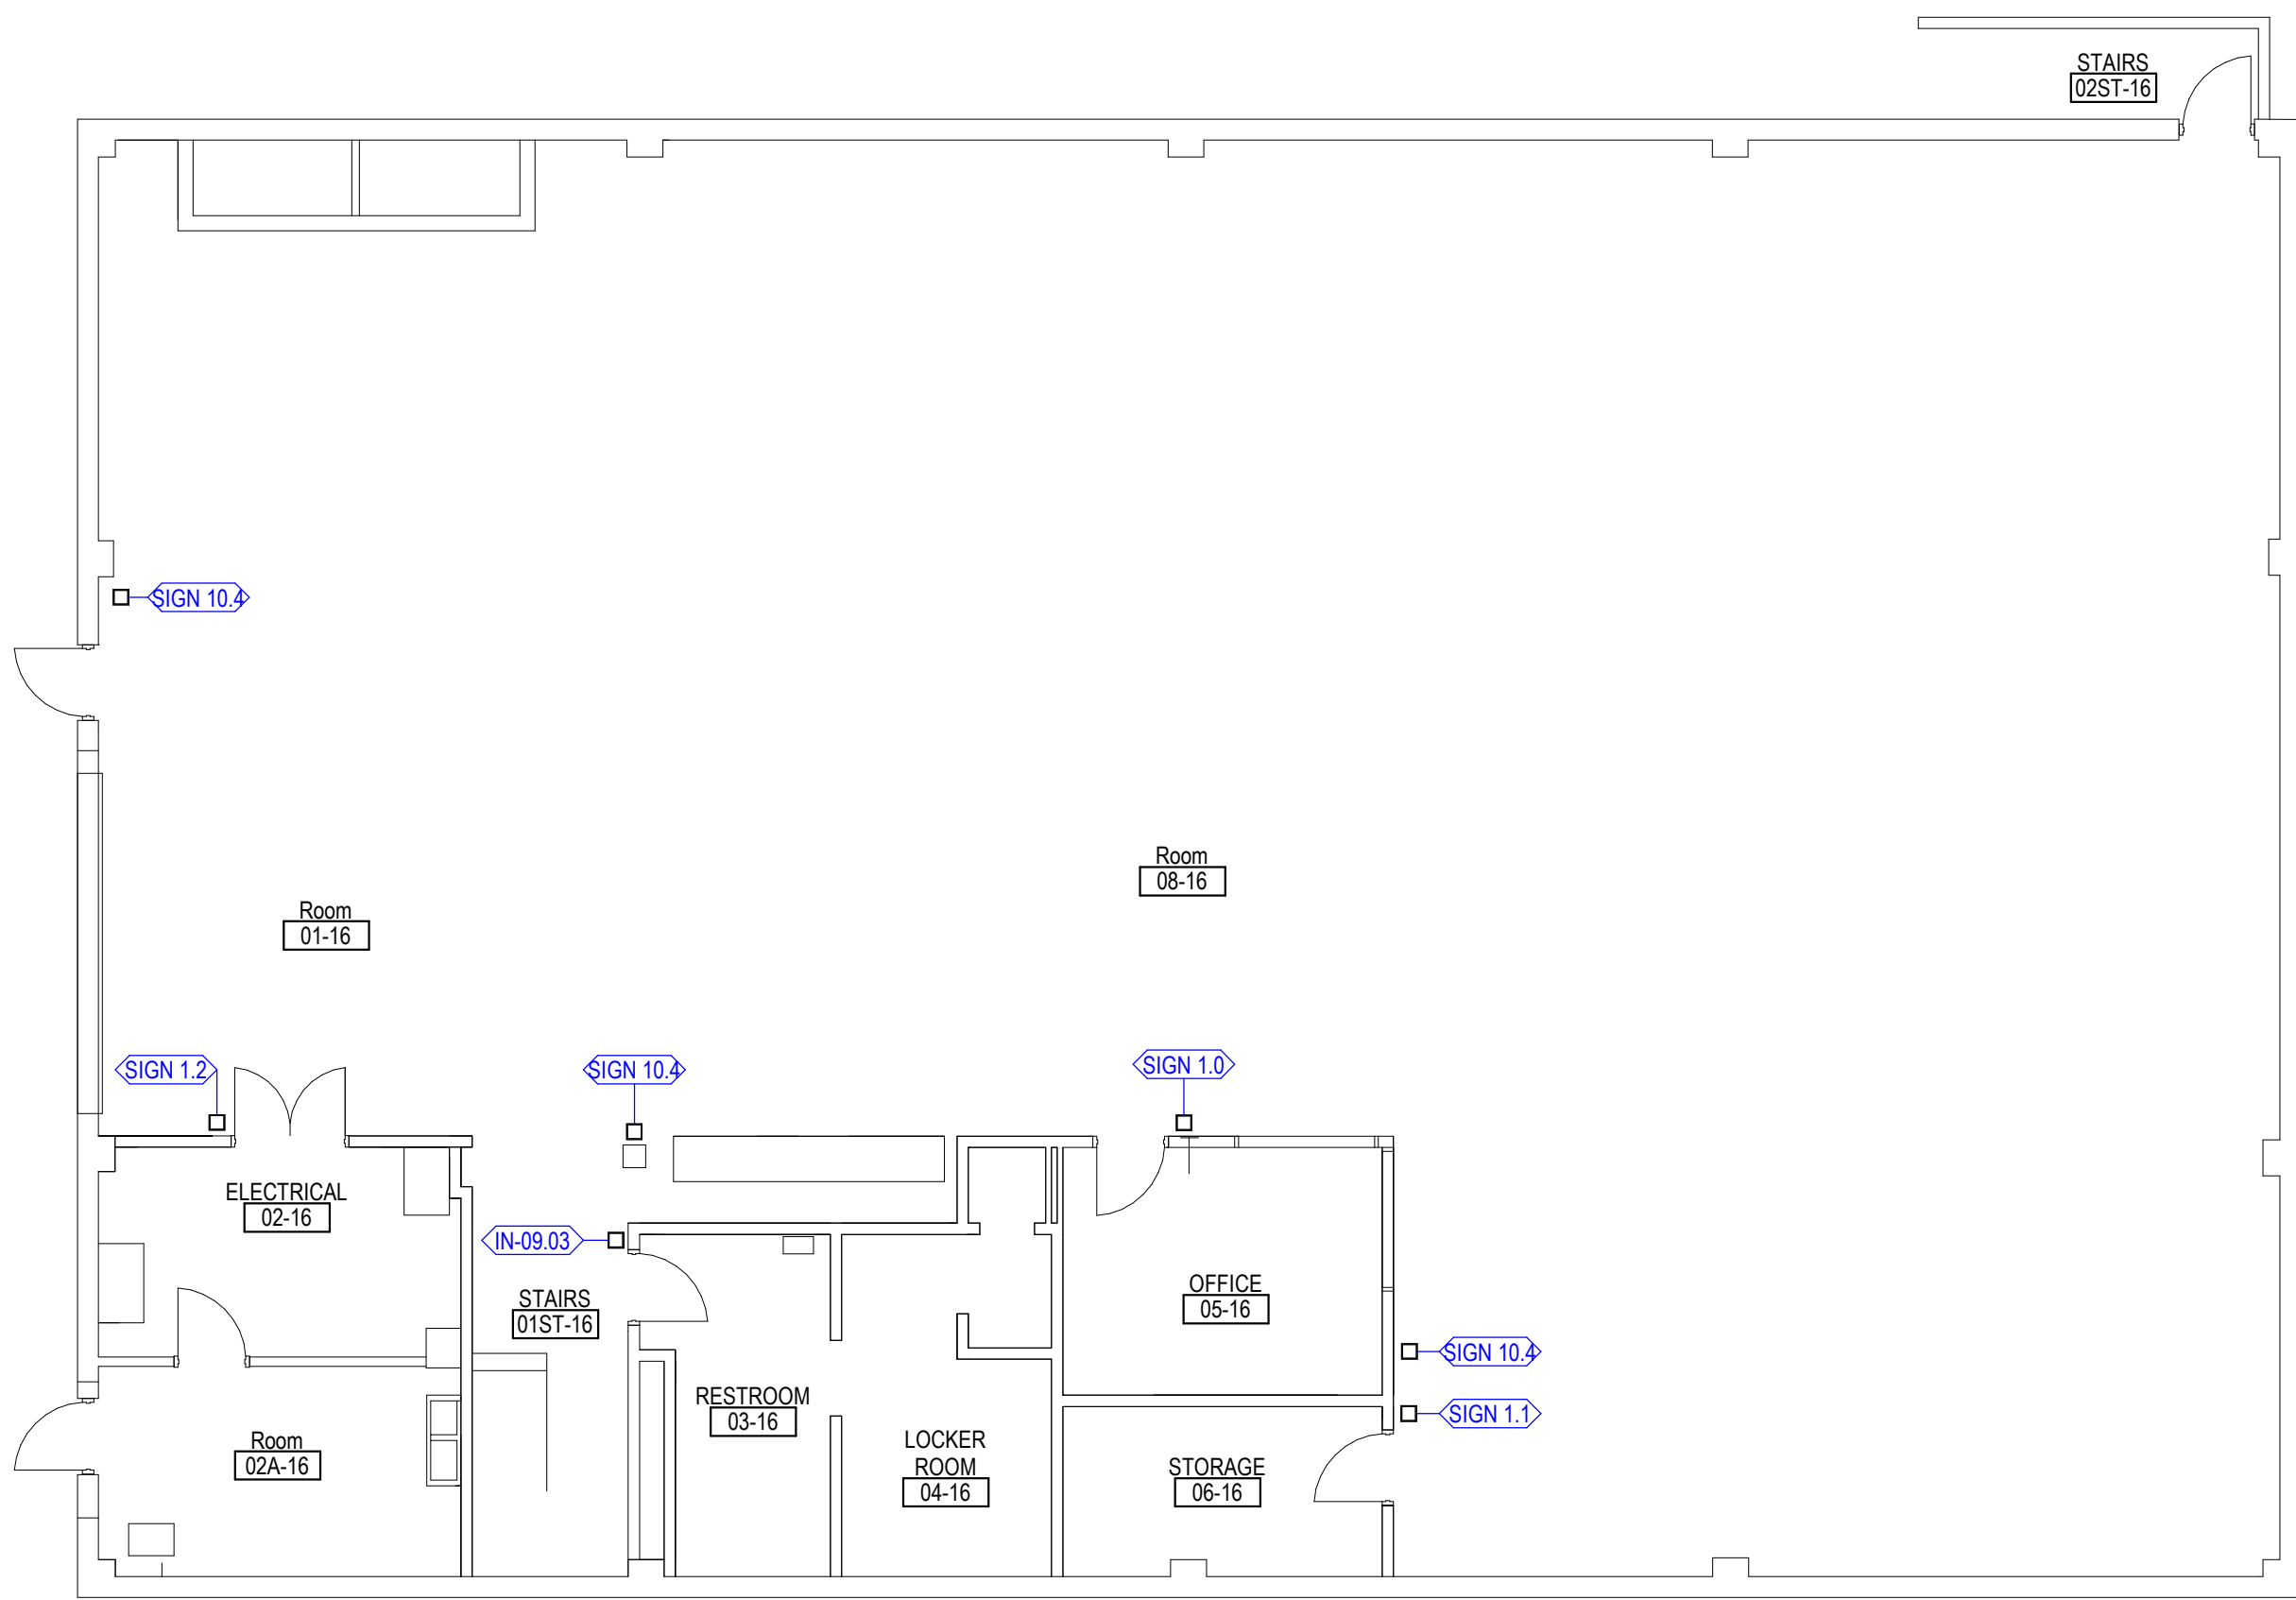 STAIRS
02ST-16
SIGN 10.4
Room
08-16
Room
01-16
SIGN 1.2
SIGN 10.4
SIGN 1.0
ELECTRICAL
02-16
IN-09.03
STAIRS
01ST-16
OFFICE
05-16
SIGN 10.4
RESTROOM
03-16
SIGN 1.1
LOCKER
ROOM
04-16
Room
02A-16
STORAGE
06-16